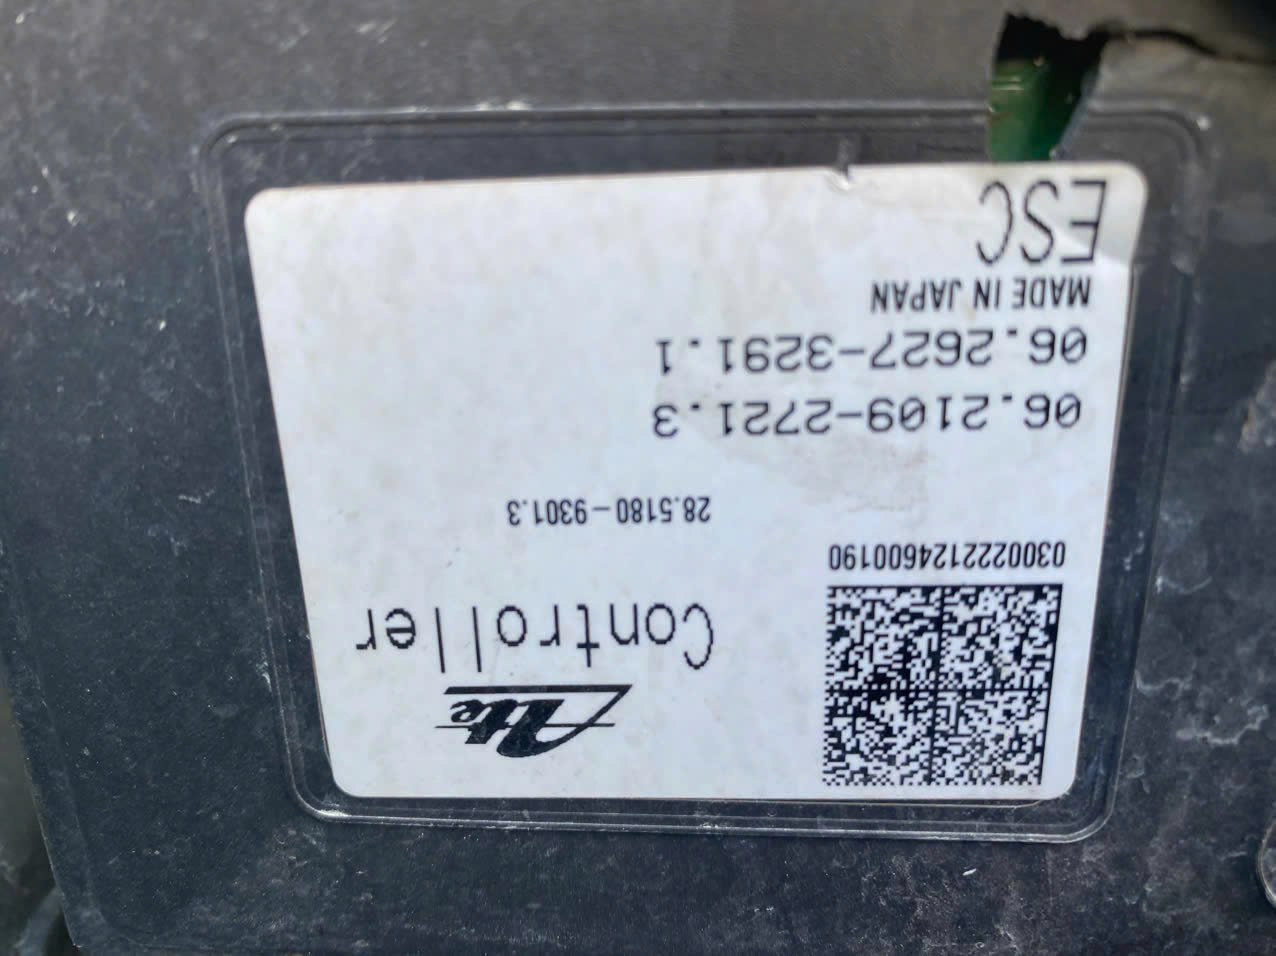 Ate
Controller
0300222124600190
28.5180-9301.3
06.2109-2721.3
06.2627-3291.1
MADE IN JAPAN
ESC